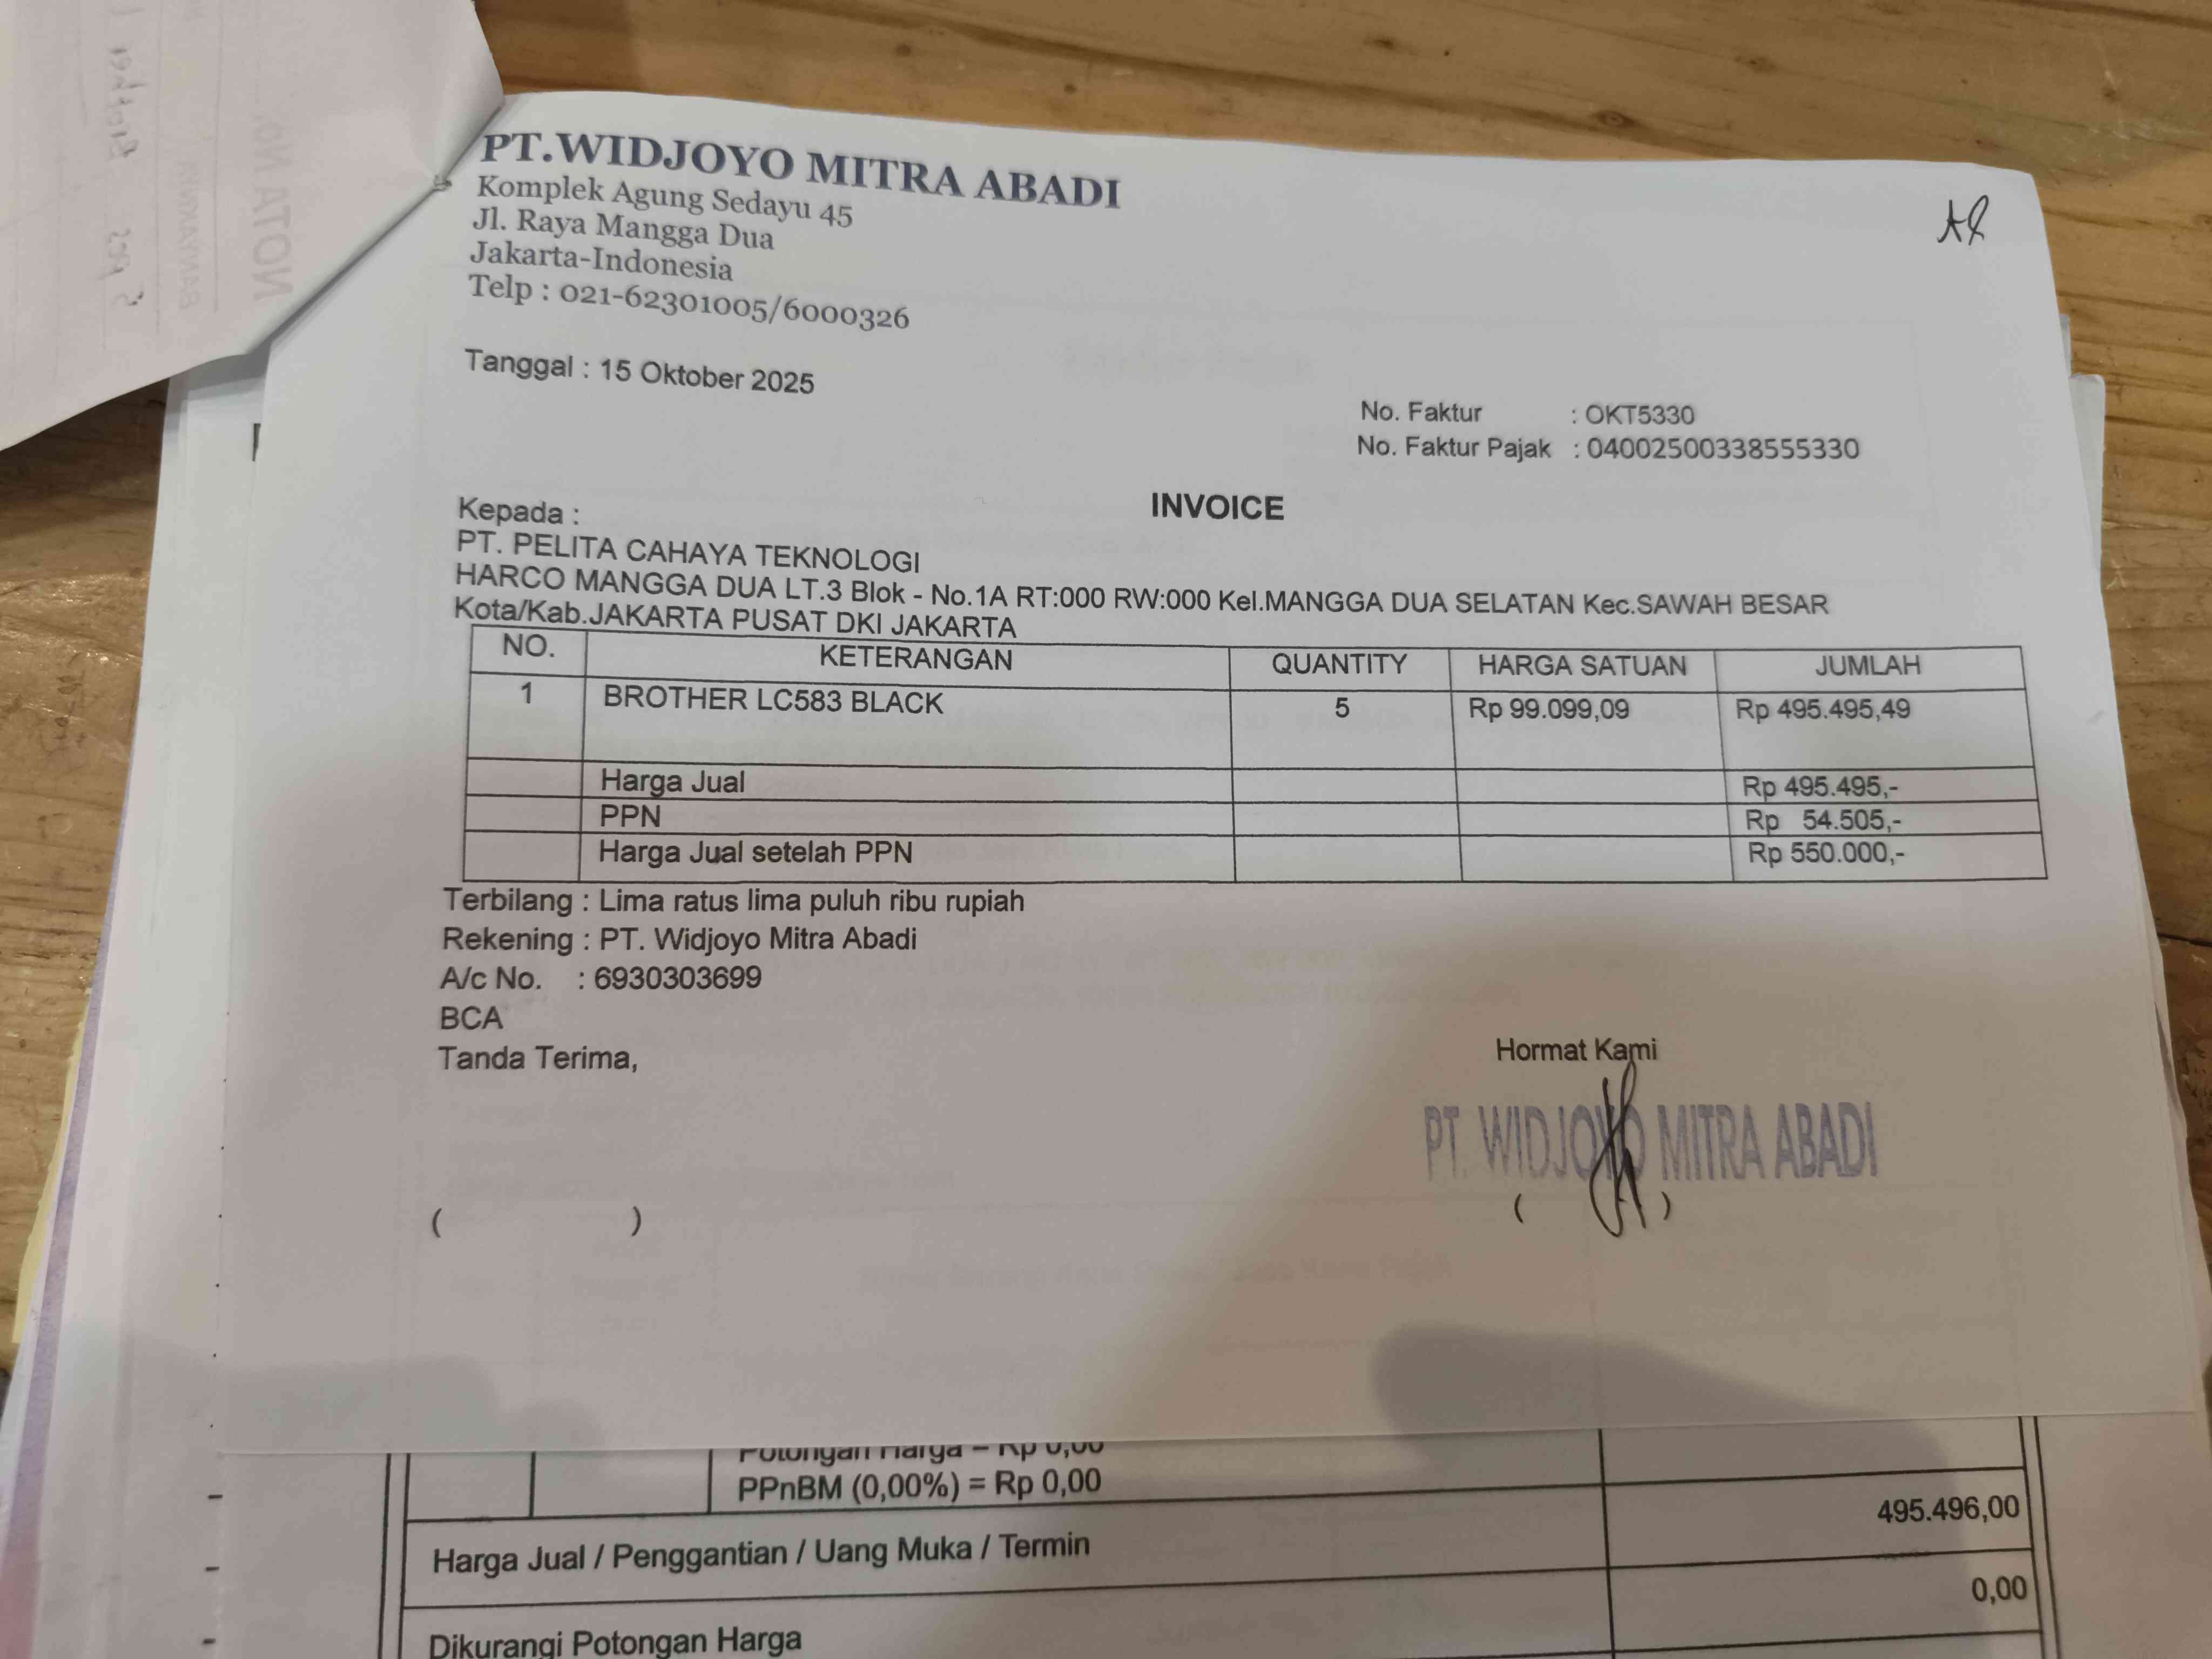 PT.WIDJOYO MITRA ABADI
Komplek Agung Sedayu 45
Jl. Raya Mangga Dua
Jakarta-Indonesia
Telp : 021-62301005/6000326
Tanggal : 15 Oktober 2025
No. Faktur : OKT5330
No. Faktur Pajak : 04002500338555330
INVOICE
Kepada :
PT. PELITA CAHAYA TEKNOLOGI
HARCO MANGGA DUA LT.3 Blok - No.1A RT:000 RW:000 Kel.MANGGA DUA SELATAN Kec.SAWAH BESAR
Kota/Kab.JAKARTA PUSAT DKI JAKARTA
NO. KETERANGAN QUANTITY HARGA SATUAN JUMLAH
1 BROTHER LC583 BLACK 5 Rp 99.099,09 Rp 495.495,49
Harga Jual Rp 495.495,-
PPN Rp 54.505,-
Harga Jual setelah PPN Rp 550.000,-
Terbilang : Lima ratus lima puluh ribu rupiah
Rekening : PT. Widjoyo Mitra Abadi
A/c No. : 6930303699
BCA
Tanda Terima,
Hormat Kami
PT. WIDJOYO MITRA ABADI
( )
( )
Potongan Harga = Rp 0,00
PPnBM (0,00%) = Rp 0,00
Harga Jual / Penggantian / Uang Muka / Termin 495.496,00
Dikurangi Potongan Harga 0,00
NOTA NO.